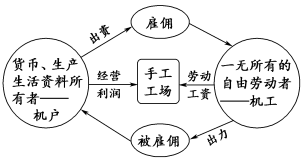 雇佣
出资
货币、生产
生活资料所
有者——
机户
经营
利润
手工
工场
劳动
工资
一无所有的
自由劳动者
——机工
出力
被雇佣